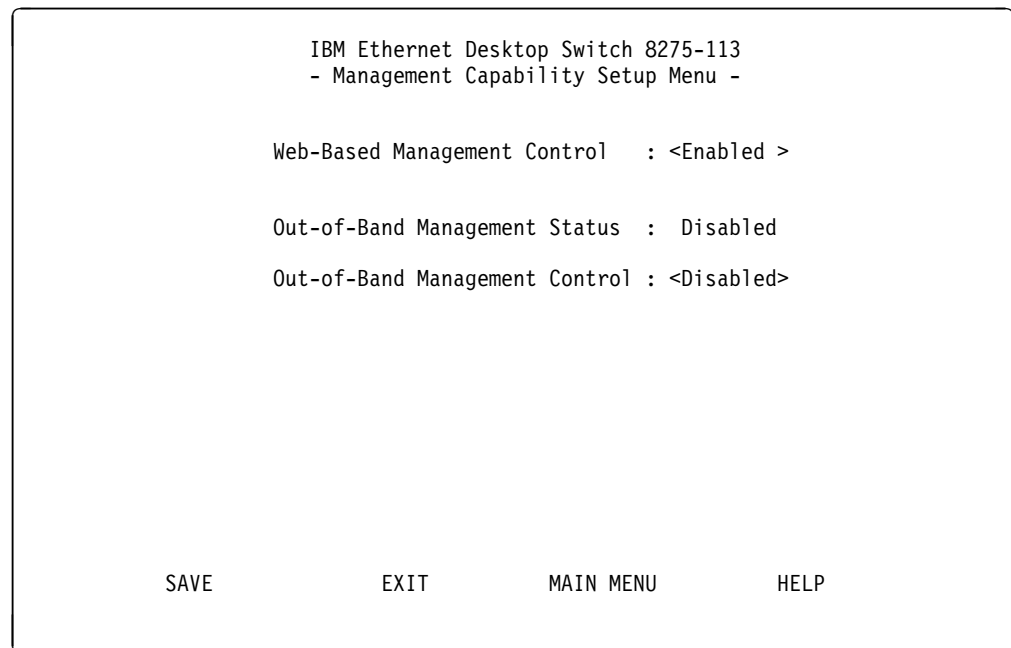 IBM Ethernet Desktop Switch 8275-113
- Management Capability Setup Menu -
Web-Based Management Control : <Enabled >
Out-of-Band Management Status : Disabled
Out-of-Band Management Control : <Disabled>
SAVE EXIT MAIN MENU HELP